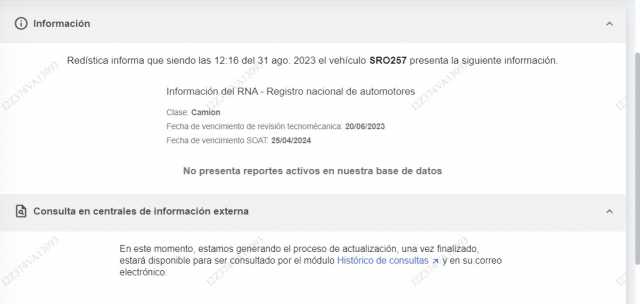 Información
Redística informa que siendo las 12:16 del 31 ago. 2023 el vehículo SRO257 presenta la siguiente información.
Información del RNA - Registro nacional de automotores
Clase: Camion
Fecha de vencimiento de revisión tecnomécanica: 20/06/2023
Fecha de vencimiento SOAT: 25/04/2024
No presenta reportes activos en nuestra base de datos
Consulta en centrales de información externa
En este momento, estamos generando el proceso de actualización, una vez finalizado,
estará disponible para ser consultado por el módulo Histórico de consultas y en su correo
electrónico.